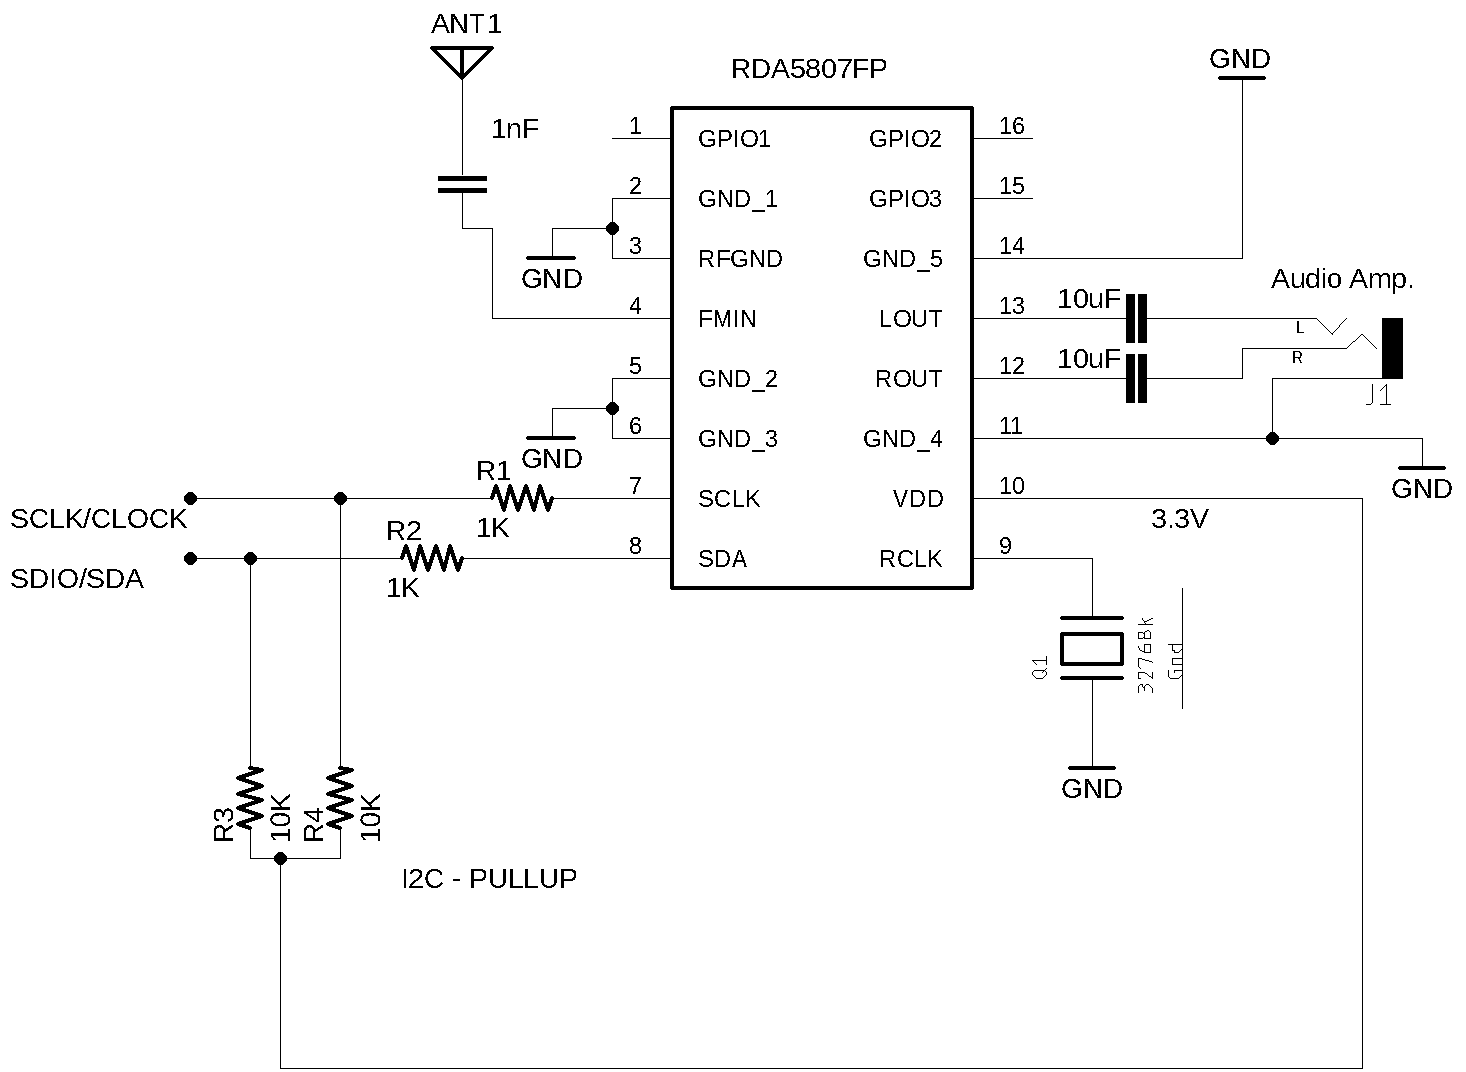 ANT1
1nF
RDA5807FP
GND
1 GPIO1 GPIO2 16
2 GND_1 GPIO3 15
3 RFGND GND_5 14
GND
4 FMIN LOUT 13 10uF
Audio Amp.
L
R
5 GND_2 ROUT 12 10uF
J1
6 GND_3 GND_4 11
GND
GND
R1
7 SCLK VDD 10
1K
3.3V
SCLK/CLOCK
R2
8 SDA RCLK 9
1K
SDIO/SDA
Q1
32768k
Gnd
GND
R3
10K
R4
10K
I2C - PULLUP